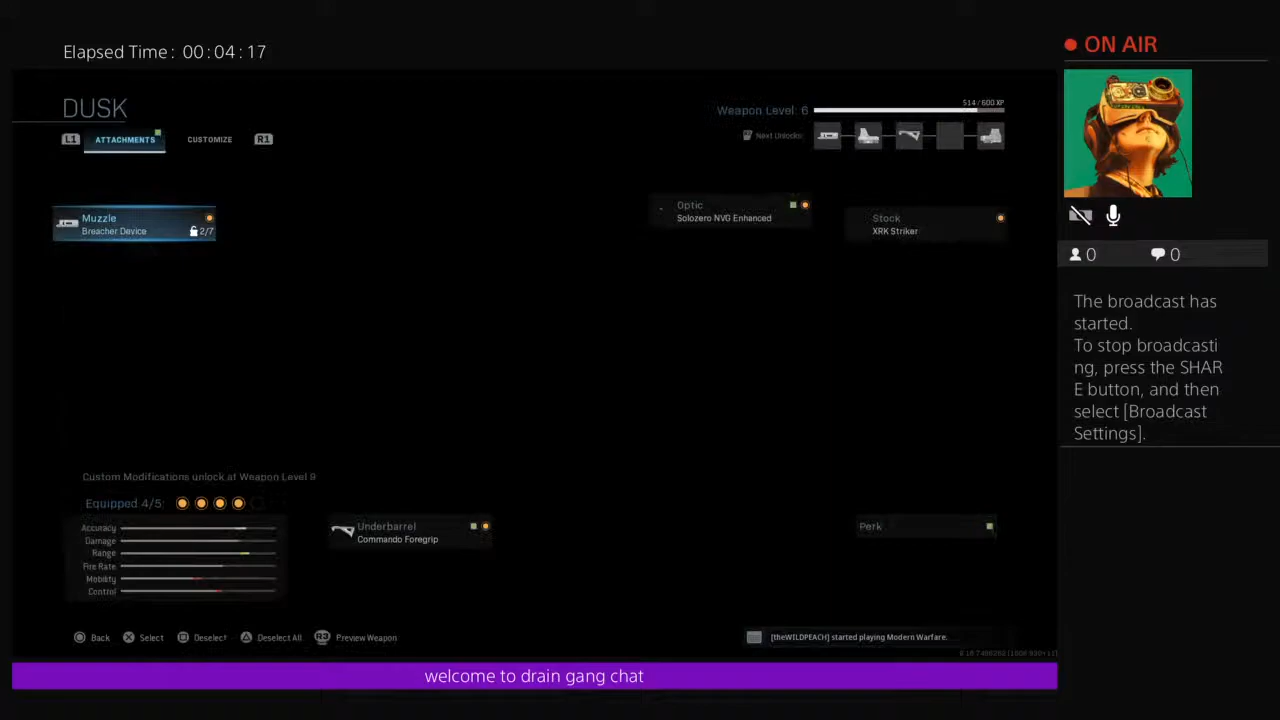 Elapsed Time: 00:04:17
ON AIR
DUSK
Weapon Level: 6
514 / 600 XP
L1
ATTACHMENTS
CUSTOMIZE
R1
Next Unlocks:
Muzzle
Breacher Device
2/7
Optic
Solozero NVG Enhanced
Stock
XRK Striker
0
0
The broadcast has
started.
To stop broadcasti
ng, press the SHAR
E button, and then
select [Broadcast
Settings].
Custom Modifications unlock at Weapon Level 9
Equipped 4/5:
Accuracy
Damage
Range
Fire Rate
Mobility
Control
Underbarrel
Commando Foregrip
Perk
Back
Select
Deselect
Deselect All
R3
Preview Weapon
[theWILDPEACH] started playing Modern Warfare.
welcome to drain gang chat